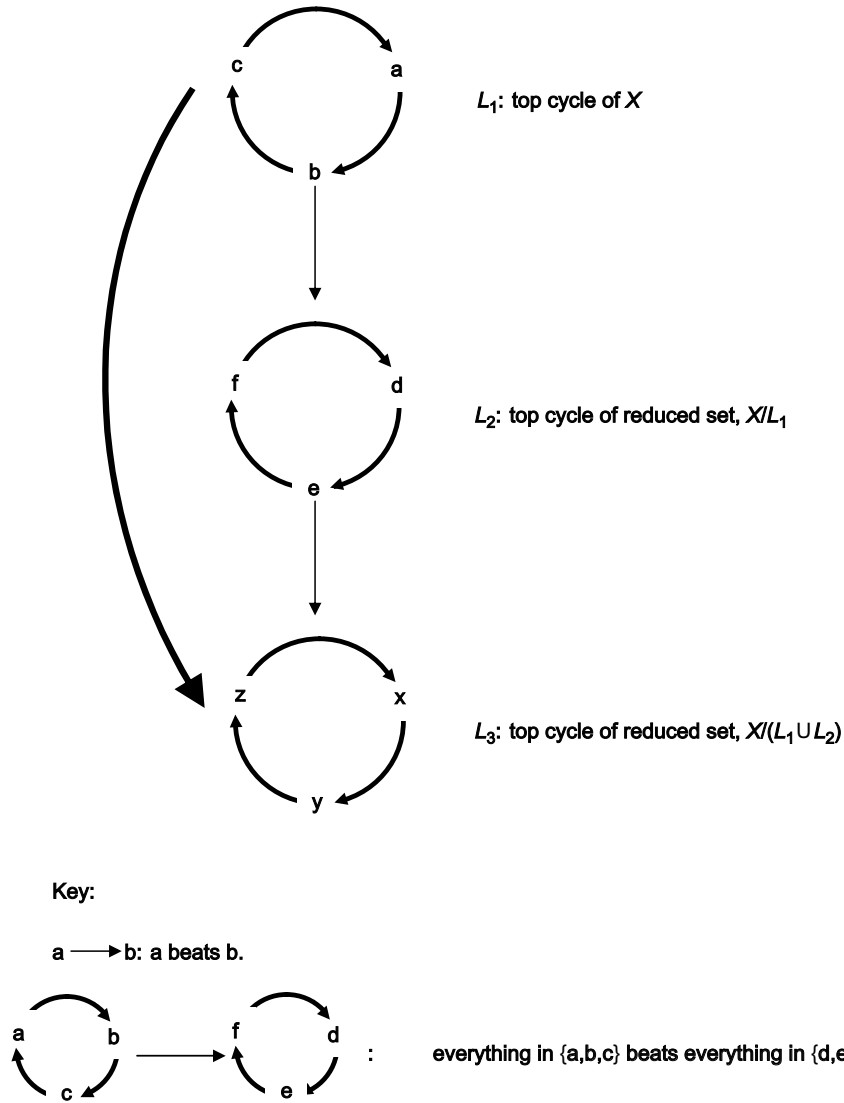 c
a
L₁: top cycle of X
b
f
d
L₂: top cycle of reduced set, X/L₁
e
z
x
L₃: top cycle of reduced set, X/(L₁∪L₂)
y
Key:
a b: a beats b.
a b f d : everything in {a,b,c} beats everything in {d,e
c e